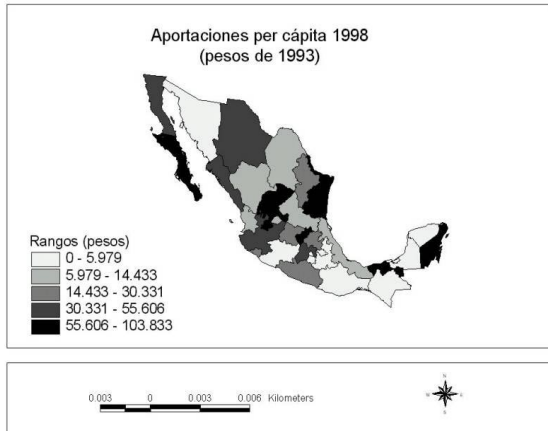 Aportaciones per cápita 1998
(pesos de 1993)
Rangos (pesos)
0 - 5.979
5.979 - 14.433
14.433 - 30.331
30.331 - 55.606
55.606 - 103.833
0.003 0 0.003 0.006 Kilometers
N
W E
S